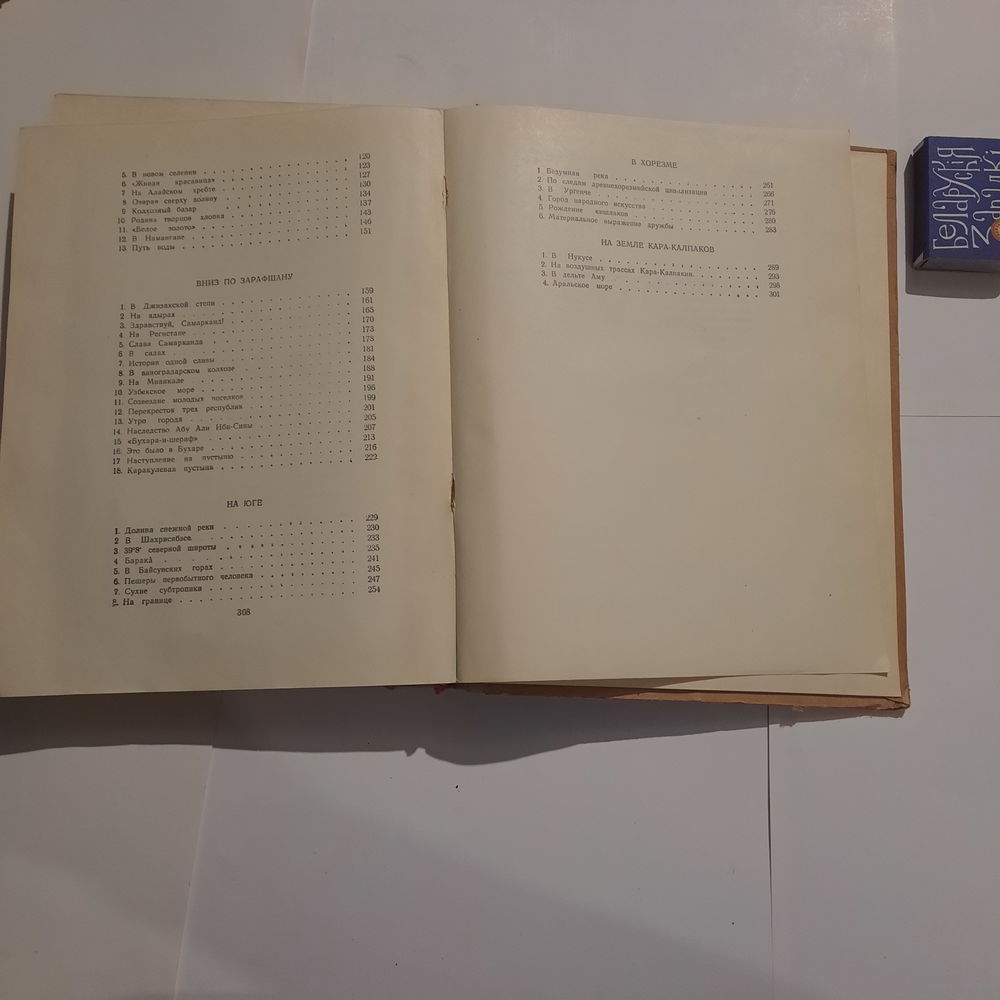 5. В новом селении . . . 120
6. «Живая красавица» . . . 123
7. На Алайском хребте . . . 127
8 Озирая сверху долину . . . 130
9 Колхозный базар . . . 134
10 Родина творцов хлопка . . . 137
11. «Белое золото» . . . 143
12. В Намангане . . . 146
13. Путь воды . . . 151
ВНИЗ ПО ЗАРАФШАНУ
1. В Джизакской степи . . . 159
2 На адырах . . . 161
3. Здравствуй, Самарканд! . . . 165
4 На Регистане . . . 170
5 Слава Самарканда . . . 173
6 В садах . . . 178
7. История одной сливы . . . 181
8. В виноградарском колхозе . . . 184
9. На Мианкале . . . 188
10. Узбекское море . . . 191
11. Созвездие молодых поселков . . . 196
12 Перекресток трех республик . . . 199
13. Утро города . . . 201
14. Наследство Абу Али Ибн-Сины . . . 205
15 «Бухара-и-шериф» . . . 207
16. Это было в Бухаре . . . 213
17 Наступление на пустыню . . . 216
18. Каракулевая пустыня . . . 222
НА ЮГЕ
1. Долина снежной реки . . . 229
2 В Шахрисябзе . . . 230
3 39°8' северной широты . . . 233
4 Барака́ . . . 235
5. В Байсунских горах . . . 241
6. Пещеры первобытного человека . . . 245
7. Сухие субтропики . . . 247
8. На границе . . . 254
308
В ХОРЕЗМЕ
1 Безумная река . . . 261
2. По следам древнехорезмийской цивилизации . . . 266
3. В Ургенче . . . 271
4. Город народного искусства . . . 276
5 Рождение кишлаков . . . 280
6. Материальное выражение дружбы . . . 283
НА ЗЕМЛЕ КАРА-КАЛПАКОВ
1. В Нукусе . . . 289
2. На воздушных трассах Кара-Калпакии. . . . 293
3. В дельте Аму . . . 298
4. Аральское море . . . 301
Беларускія